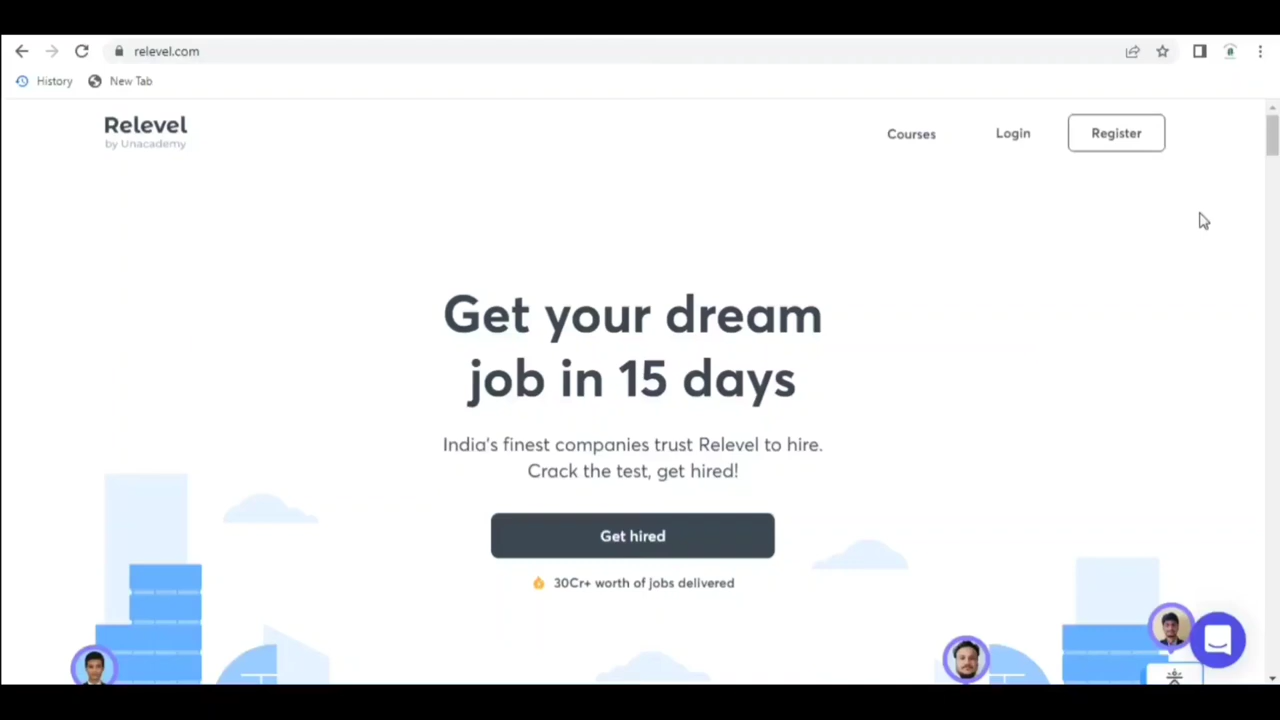 relevel.com
History
New Tab
Relevel
by Unacademy
Courses
Login
Register
Get your dream
job in 15 days
India's finest companies trust Relevel to hire.
Crack the test, get hired!
Get hired
30Cr+ worth of jobs delivered